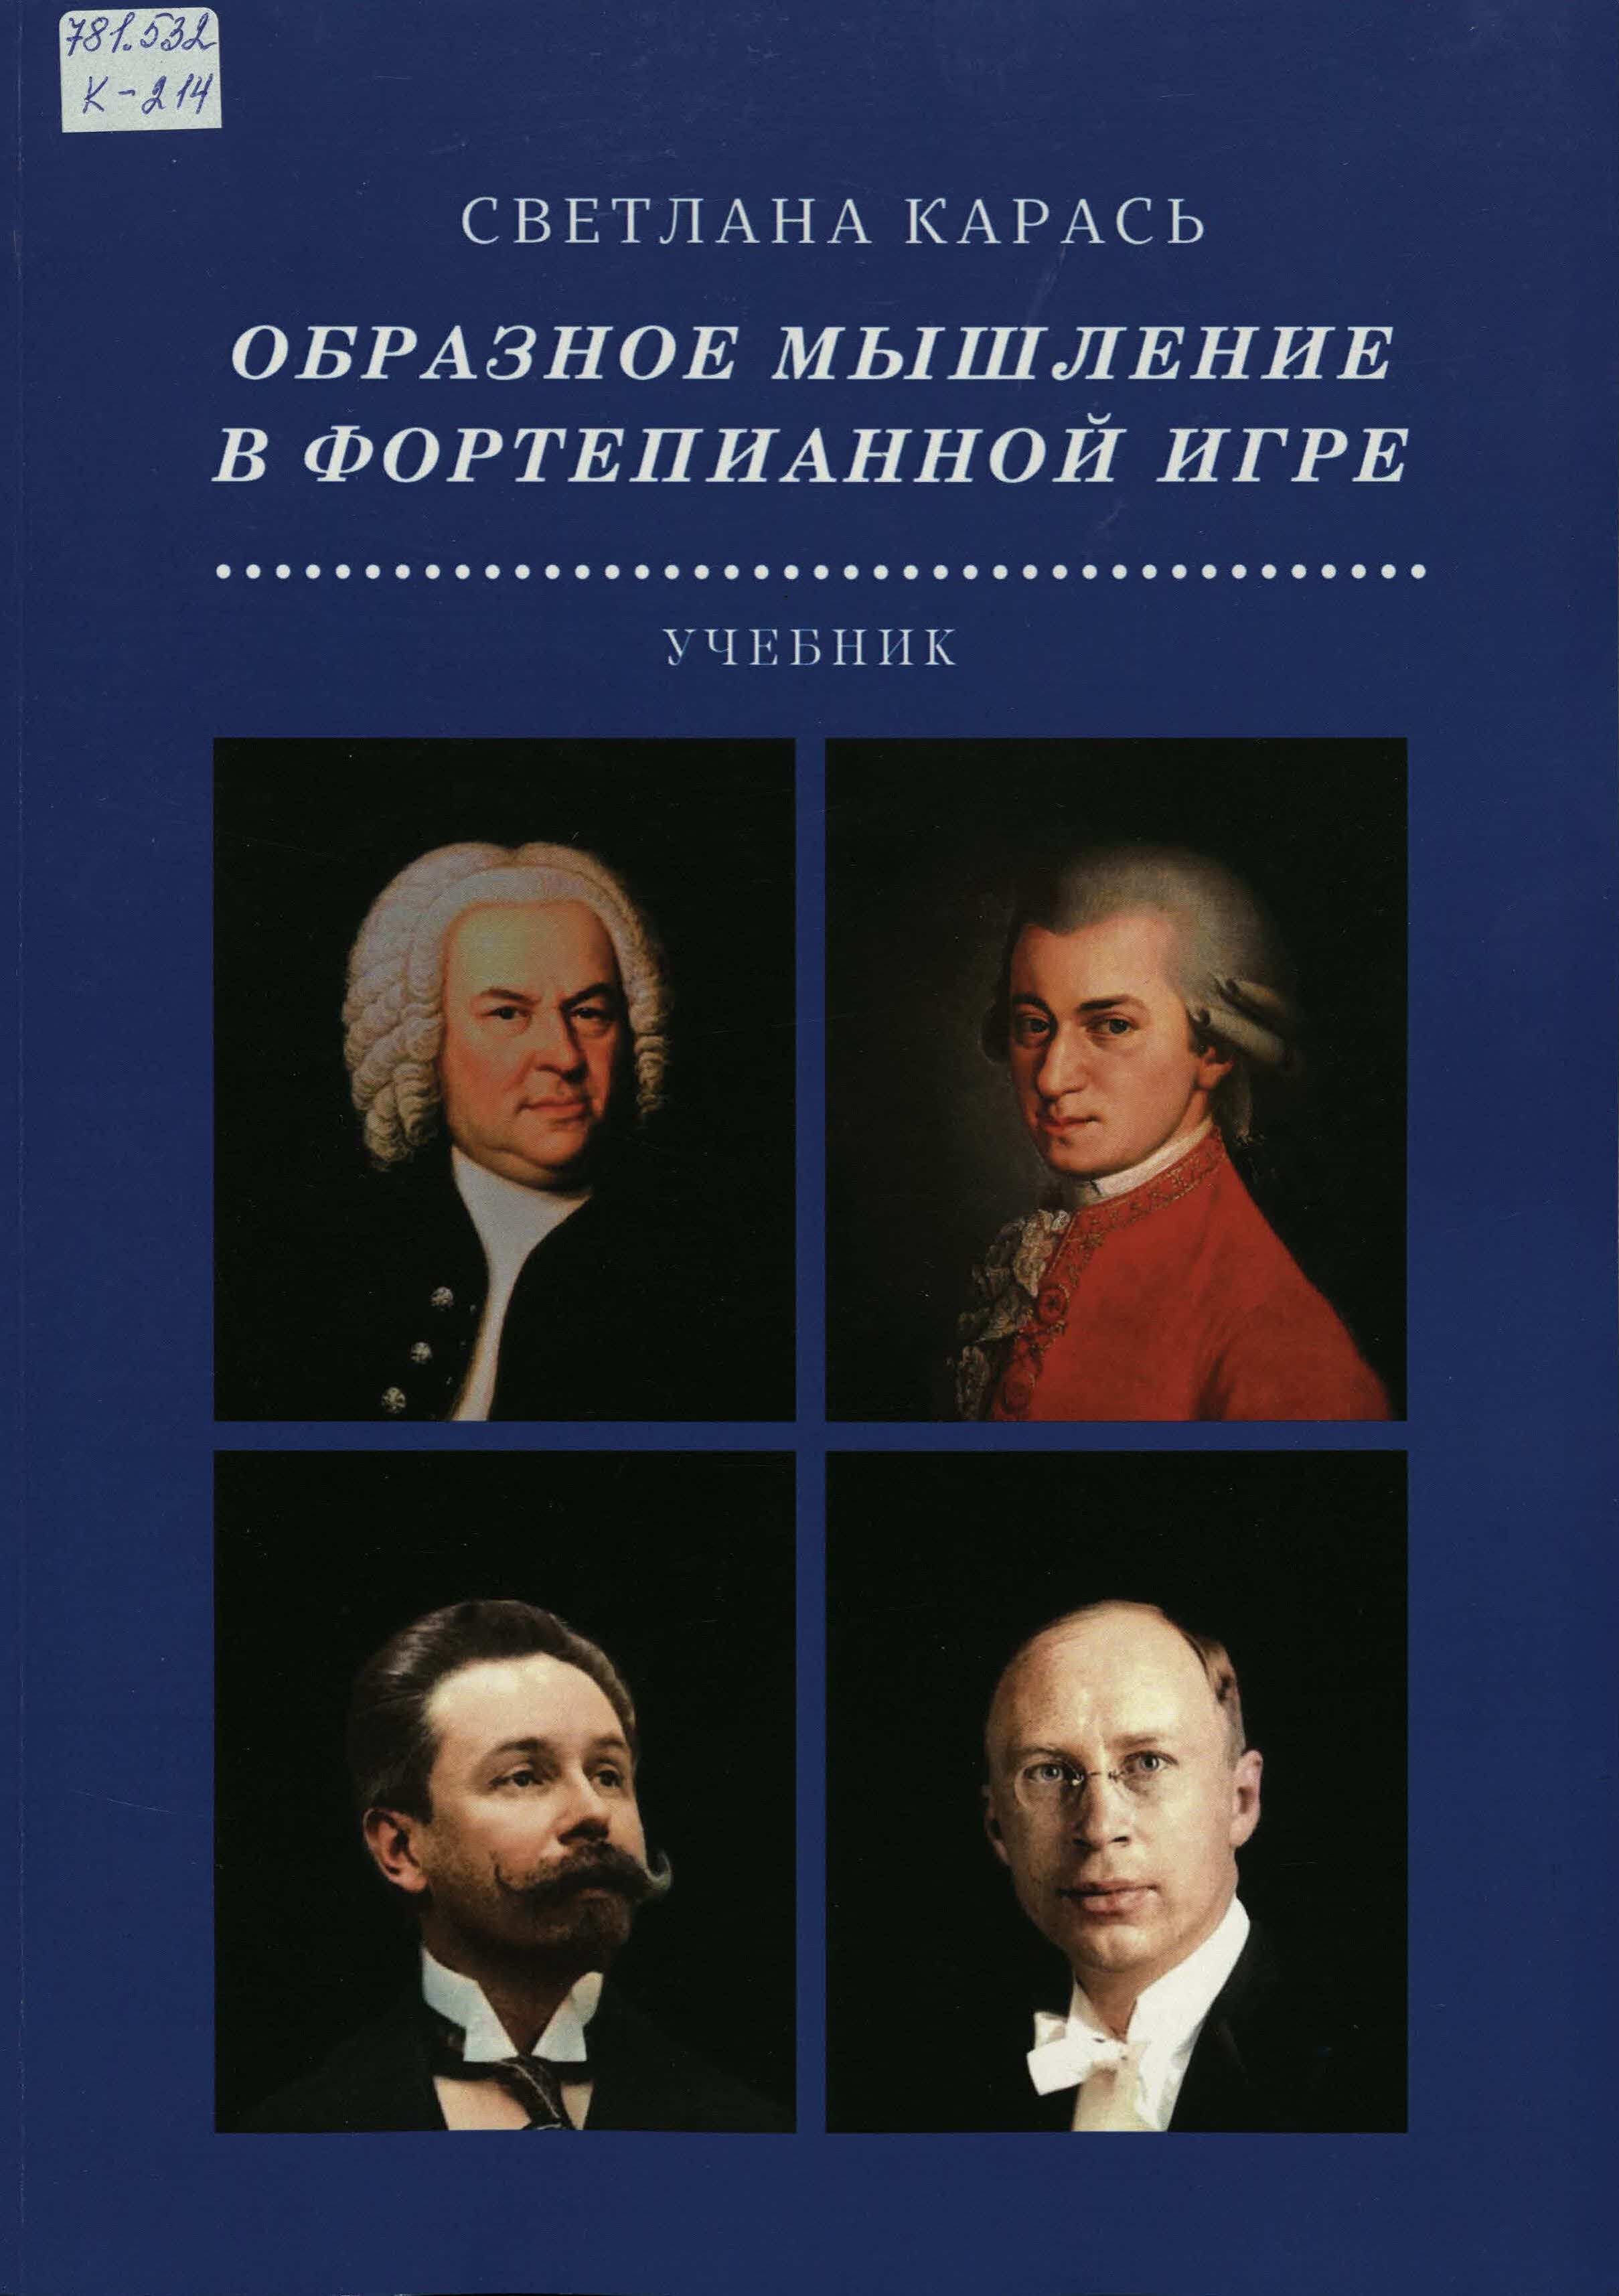 781.532
К-214
СВЕТЛАНА КАРАСЬ
ОБРАЗНОЕ МЫШЛЕНИЕ
В ФОРТЕПИАННОЙ ИГРЕ
УЧЕБНИК